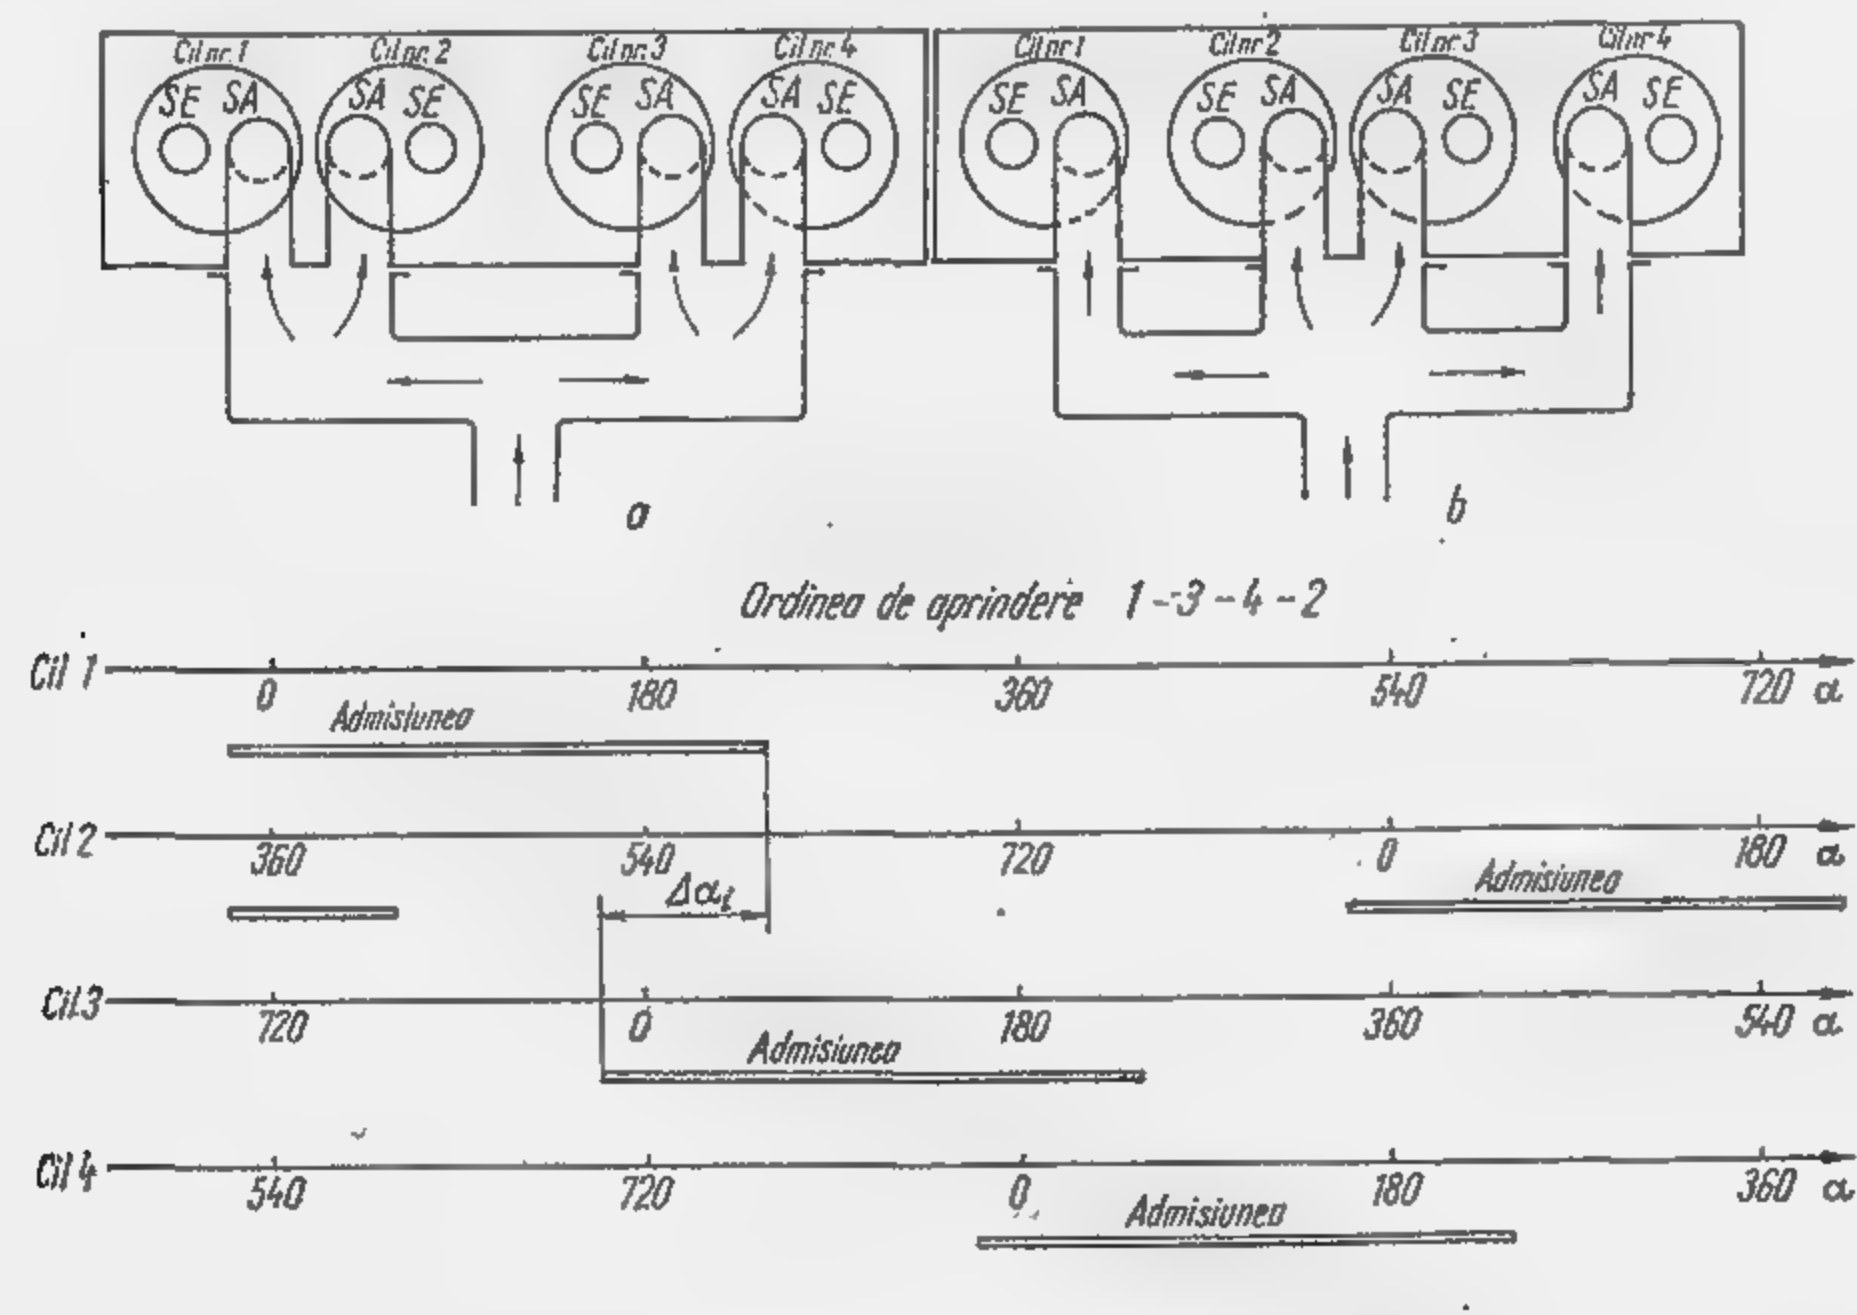 Cil nr. 1 Cil nr. 2 Cil nr. 3 Cil nr. 4 Cil nr 1 Cil nr 2 Cil nr 3 Cil nr 4
SE SA SA SE SE SA SA SE SE SA SE SA SA SE SA SE
a b
Ordinea de aprindere 1-3-4-2
Cil 1
0 180 360 540 720 α
Admisiunea
Cil 2
360 540 720 0 180 α
Δαi Admisiunea
Cil.3
720 0 180 360 540 α
Admisiunea
Cil 4
540 720 0 180 360 α
Admisiunea